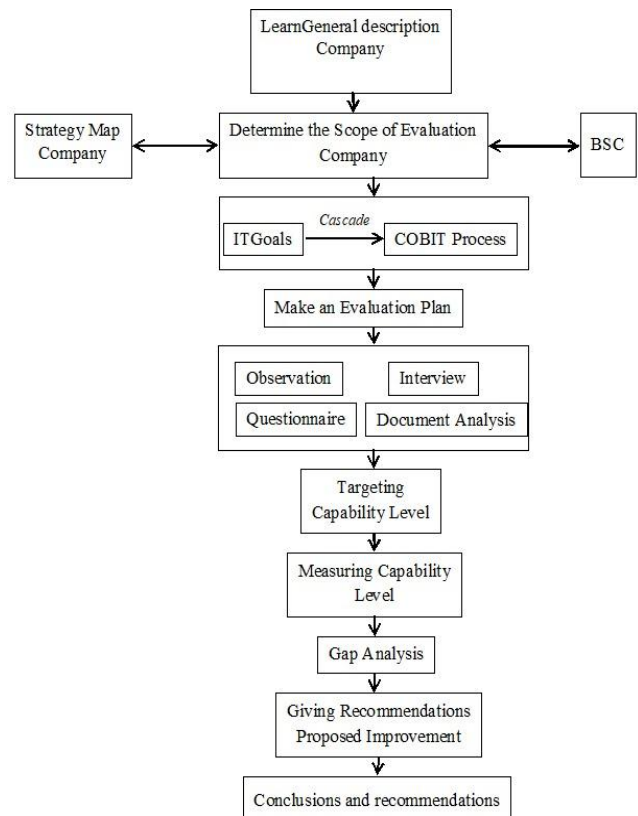 LearnGeneral description
Company
Strategy Map
Company
Determine the Scope of Evaluation
Company
BSC
Cascade
ITGoals
COBIT Process
Make an Evaluation Plan
Observation
Interview
Questionnaire
Document Analysis
Targeting
Capability Level
Measuring Capability
Level
Gap Analysis
Giving Recommendations
Proposed Improvement
Conclusions and recommendations